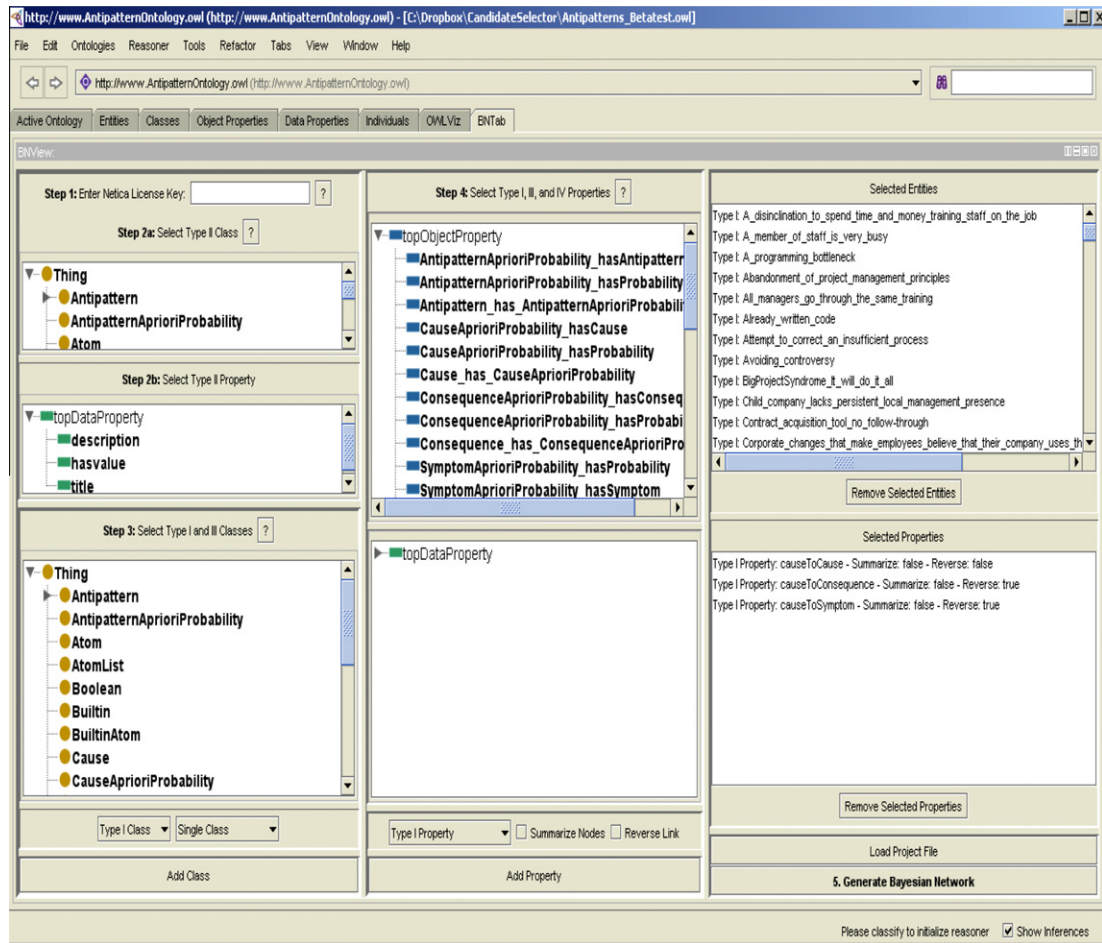 http://www.AntipatternOntology.owl (http://www.AntipatternOntology.owl) - [C:\Dropbox\CandidateSelector\Antipatterns_Betatest.owl]
File Edit Ontologies Reasoner Tools Refactor Tabs View Window Help
http://www.AntipatternOntology.owl (http://www.AntipatternOntology.owl)
Active Ontology Entities Classes Object Properties Data Properties Individuals OWLViz BNTab
BNView:
Step 1: Enter Netica License Key: ?
Step 2a: Select Type II Class ?
Thing
Antipattern
AntipatternAprioriProbability
Atom
Step 2b: Select Type II Property
topDataProperty
description
hasvalue
title
Step 3: Select Type I and III Classes ?
Thing
Antipattern
AntipatternAprioriProbability
Atom
AtomList
Boolean
Builtin
BuiltinAtom
Cause
CauseAprioriProbability
Type I Class Single Class
Add Class
Step 4: Select Type I, III, and IV Properties ?
topObjectProperty
AntipatternAprioriProbability_hasAntipattern
AntipatternAprioriProbability_hasProbability
Antipattern_has_AntipatternAprioriProbabili
CauseAprioriProbability_hasCause
CauseAprioriProbability_hasProbability
Cause_has_CauseAprioriProbability
ConsequenceAprioriProbability_hasConseq
ConsequenceAprioriProbability_hasProbabi
Consequence_has_ConsequenceAprioriPro
SymptomAprioriProbability_hasProbability
SymptomAprioriProbability_hasSymptom
topDataProperty
Type I Property Summarize Nodes Reverse Link
Add Property
Selected Entities
Type I: A_disinclination_to_spend_time_and_money_training_staff_on_the_job
Type I: A_member_of_staff_is_very_busy
Type I: A_programming_bottleneck
Type I: Abandonment_of_project_management_principles
Type I: All_managers_go_through_the_same_training
Type I: Already_written_code
Type I: Attempt_to_correct_an_insufficient_process
Type I: Avoiding_controversy
Type I: BigProjectSyndrome_It_will_do_it_all
Type I: Child_company_lacks_persistent_local_management_presence
Type I: Contract_acquisition_tool_no_follow-through
Type I: Corporate_changes_that_make_employees_believe_that_their_company_uses_th
Remove Selected Entities
Selected Properties
Type I Property: causeToCause - Summarize: false - Reverse: false
Type I Property: causeToConsequence - Summarize: false - Reverse: true
Type I Property: causeToSymptom - Summarize: false - Reverse: true
Remove Selected Properties
Load Project File
5. Generate Bayesian Network
Please classify to initialize reasoner Show Inferences